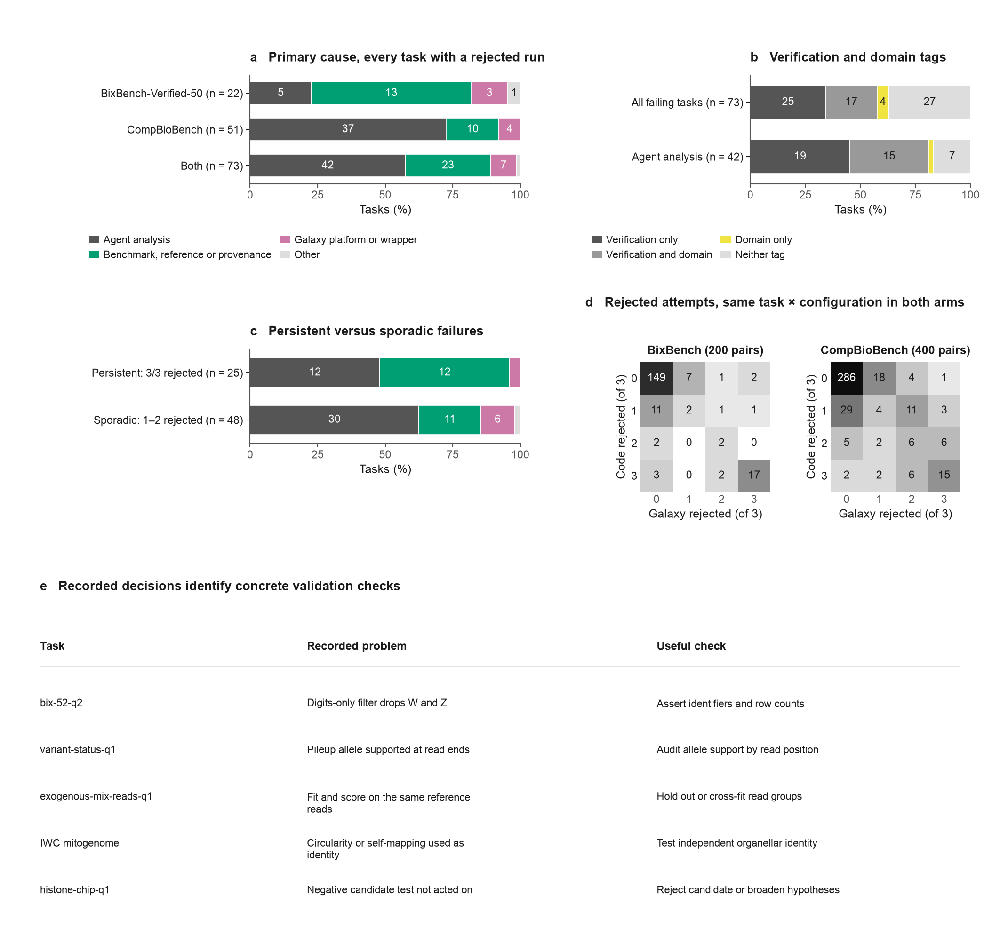 a Primary cause, every task with a rejected run
BixBench-Verified-50 (n = 22)
5 13 3 1
CompBioBench (n = 51)
37 10 4
Both (n = 73)
42 23 7
0 25 50 75 100
Tasks (%)
Agent analysis
Benchmark, reference or provenance
Galaxy platform or wrapper
Other
b Verification and domain tags
All failing tasks (n = 73)
25 17 4 27
Agent analysis (n = 42)
19 15 7
0 25 50 75 100
Tasks (%)
Verification only
Verification and domain
Domain only
Neither tag
c Persistent versus sporadic failures
Persistent: 3/3 rejected (n = 25)
12 12
Sporadic: 1–2 rejected (n = 48)
30 11 6
0 25 50 75 100
Tasks (%)
d Rejected attempts, same task × configuration in both arms
BixBench (200 pairs)
Code rejected (of 3)
0 149 7 1 2
1 11 2 1 1
2 2 0 2 0
3 3 0 2 17
0 1 2 3
Galaxy rejected (of 3)
CompBioBench (400 pairs)
Code rejected (of 3)
0 286 18 4 1
1 29 4 11 3
2 5 2 6 6
3 2 2 6 15
0 1 2 3
Galaxy rejected (of 3)
e Recorded decisions identify concrete validation checks
Task Recorded problem Useful check
bix-52-q2 Digits-only filter drops W and Z Assert identifiers and row counts
variant-status-q1 Pileup allele supported at read ends Audit allele support by read position
exogenous-mix-reads-q1 Fit and score on the same reference Hold out or cross-fit read groups
reads
IWC mitogenome Circularity or self-mapping used as Test independent organellar identity
identity
histone-chip-q1 Negative candidate test not acted on Reject candidate or broaden hypotheses